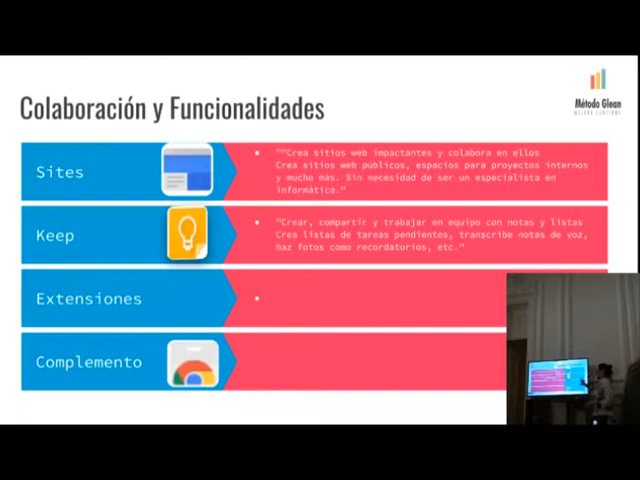 Colaboración y Funcionalidades
Método Glean
Sites
• ""Crea sitios web impactantes y colabora en ellos
Crea sitios web públicos, espacios para proyectos internos
y mucho más. Sin necesidad de ser un especialista en
informática."
Keep
• "Crear, compartir y trabajar en equipo con notas y listas
Crea listas de tareas pendientes, transcribe notas de voz,
haz fotos como recordatorios, etc."
Extensiones
•
Complemento